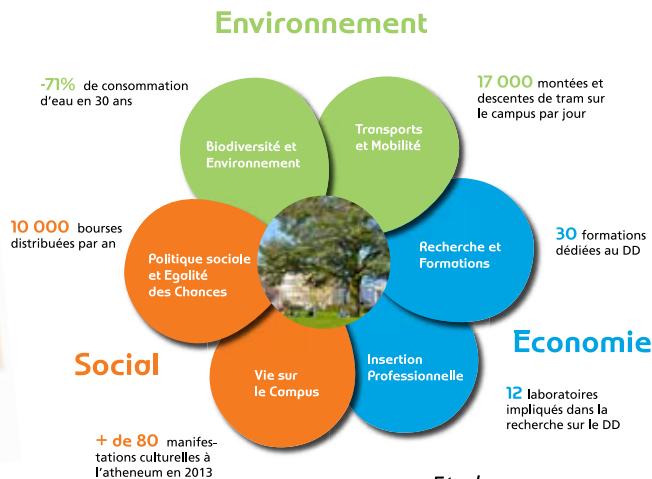 Environnement
-71% de consommation
d'eau en 30 ans
17 000 montées et
descentes de tram sur
le campus par jour
Biodiversité et
Environnement
Transports
et Mobilité
10 000 bourses
distribuées par an
Politique sociale
et Egalité
des Chances
Recherche et
Formations
30 formations
dédiées au DD
Social
Vie sur
le Campus
Insertion
Professionnelle
Economie
12 laboratoires
impliqués dans la
recherche sur le DD
+ de 80 manifes-
tations culturelles à
l'atheneum en 2013